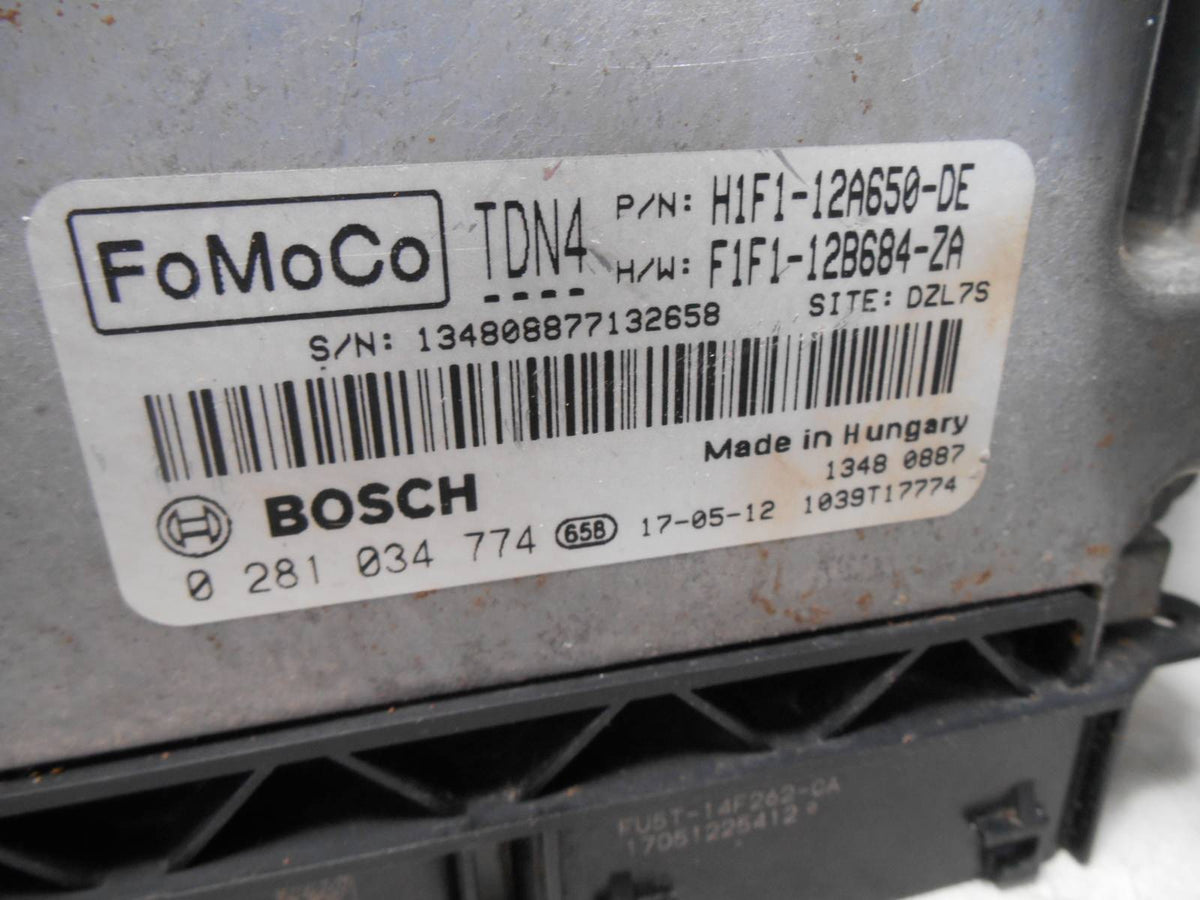 FoMoCo TDN4 P/N: H1F1-12A650-DE
H/W: F1F1-12B684-ZA
S/N: 134808877132658 SITE: DZL7S
Made in Hungary
1348 0887
BOSCH
0 281 034 774 658 17-05-12 1039T17774
FU5T-14F262-CA
17051225412